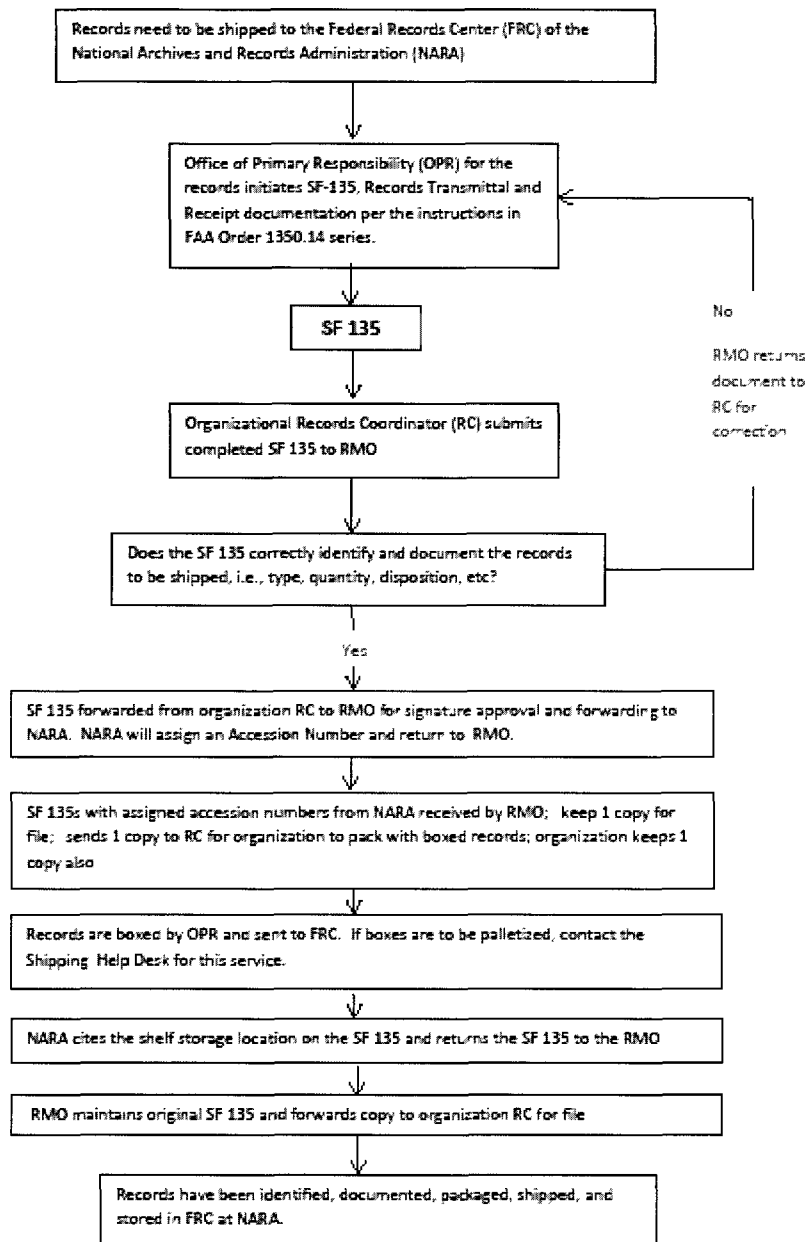 Records need to be shipped to the Federal Records Center (FRC) of the
National Archives and Records Administration (NARA)
Office of Primary Responsibility (OPR) for the
records initiates SF-135, Records Transmittal and
Receipt documentation per the instructions in
FAA Order 1350.14 series.
SF 135
No
RMO returns
document to
RC for
correction
Organizational Records Coordinator (RC) submits
completed SF 135 to RMO
Does the SF 135 correctly identify and document the records
to be shipped, i.e., type, quantity, disposition, etc?
Yes
SF 135 forwarded from organization RC to RMO for signature approval and forwarding to
NARA. NARA will assign an Accession Number and return to RMO.
SF 135s with assigned accession numbers from NARA received by RMO; keep 1 copy for
file; sends 1 copy to RC for organization to pack with boxed records; organization keeps 1
copy also
Records are boxed by OPR and sent to FRC. If boxes are to be palletized, contact the
Shipping Help Desk for this service.
NARA cites the shelf storage location on the SF 135 and returns the SF 135 to the RMO
RMO maintains original SF 135 and forwards copy to organization RC for file
Records have been identified, documented, packaged, shipped, and
stored in FRC at NARA.